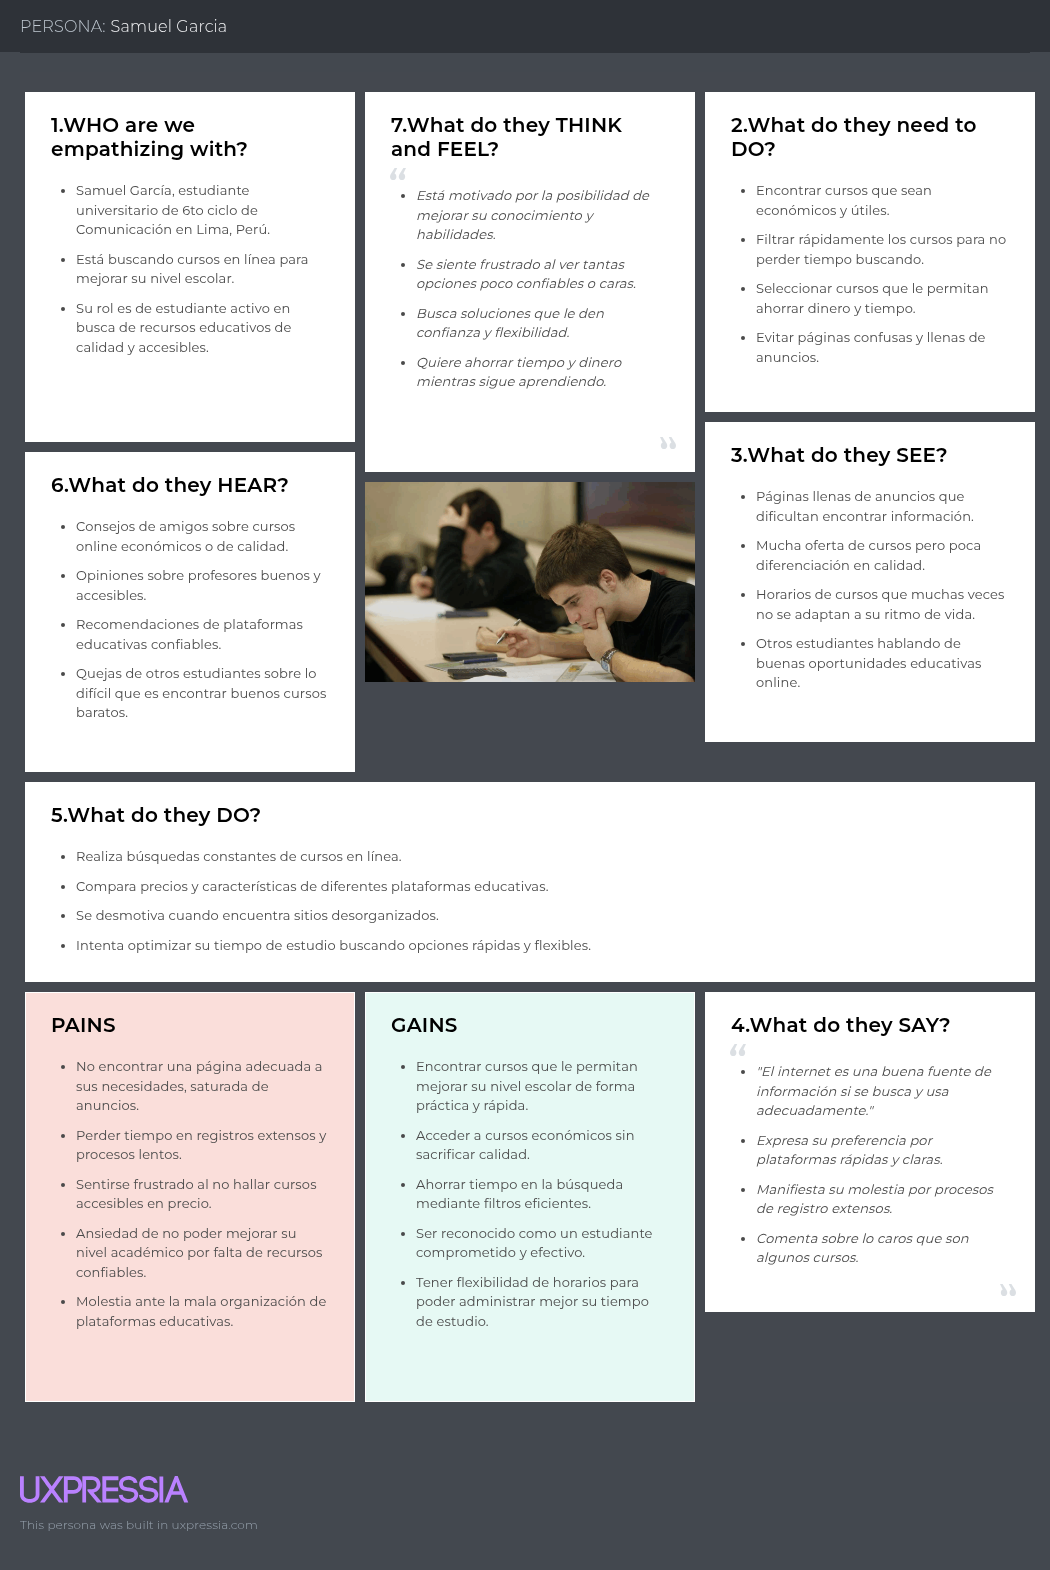 PERSONA: Samuel Garcia
1.WHO are we
empathizing with?
• Samuel García, estudiante
universitario de 6to ciclo de
Comunicación en Lima, Perú.
• Está buscando cursos en línea para
mejorar su nivel escolar.
• Su rol es de estudiante activo en
busca de recursos educativos de
calidad y accesibles.
7.What do they THINK
and FEEL?
“
• Está motivado por la posibilidad de
mejorar su conocimiento y
habilidades.
• Se siente frustrado al ver tantas
opciones poco confiables o caras.
• Busca soluciones que le den
confianza y flexibilidad.
• Quiere ahorrar tiempo y dinero
mientras sigue aprendiendo.
”
2.What do they need to
DO?
• Encontrar cursos que sean
económicos y útiles.
• Filtrar rápidamente los cursos para no
perder tiempo buscando.
• Seleccionar cursos que le permitan
ahorrar dinero y tiempo.
• Evitar páginas confusas y llenas de
anuncios.
6.What do they HEAR?
• Consejos de amigos sobre cursos
online económicos o de calidad.
• Opiniones sobre profesores buenos y
accesibles.
• Recomendaciones de plataformas
educativas confiables.
• Quejas de otros estudiantes sobre lo
difícil que es encontrar buenos cursos
baratos.
3.What do they SEE?
• Páginas llenas de anuncios que
dificultan encontrar información.
• Mucha oferta de cursos pero poca
diferenciación en calidad.
• Horarios de cursos que muchas veces
no se adaptan a su ritmo de vida.
• Otros estudiantes hablando de
buenas oportunidades educativas
online.
5.What do they DO?
• Realiza búsquedas constantes de cursos en línea.
• Compara precios y características de diferentes plataformas educativas.
• Se desmotiva cuando encuentra sitios desorganizados.
• Intenta optimizar su tiempo de estudio buscando opciones rápidas y flexibles.
PAINS
• No encontrar una página adecuada a
sus necesidades, saturada de
anuncios.
• Perder tiempo en registros extensos y
procesos lentos.
• Sentirse frustrado al no hallar cursos
accesibles en precio.
• Ansiedad de no poder mejorar su
nivel académico por falta de recursos
confiables.
• Molestia ante la mala organización de
plataformas educativas.
GAINS
• Encontrar cursos que le permitan
mejorar su nivel escolar de forma
práctica y rápida.
• Acceder a cursos económicos sin
sacrificar calidad.
• Ahorrar tiempo en la búsqueda
mediante filtros eficientes.
• Ser reconocido como un estudiante
comprometido y efectivo.
• Tener flexibilidad de horarios para
poder administrar mejor su tiempo
de estudio.
4.What do they SAY?
“
• "El internet es una buena fuente de
información si se busca y usa
adecuadamente."
• Expresa su preferencia por
plataformas rápidas y claras.
• Manifiesta su molestia por procesos
de registro extensos.
• Comenta sobre lo caros que son
algunos cursos.
”
UXPRESSIA
This persona was built in uxpressia.com